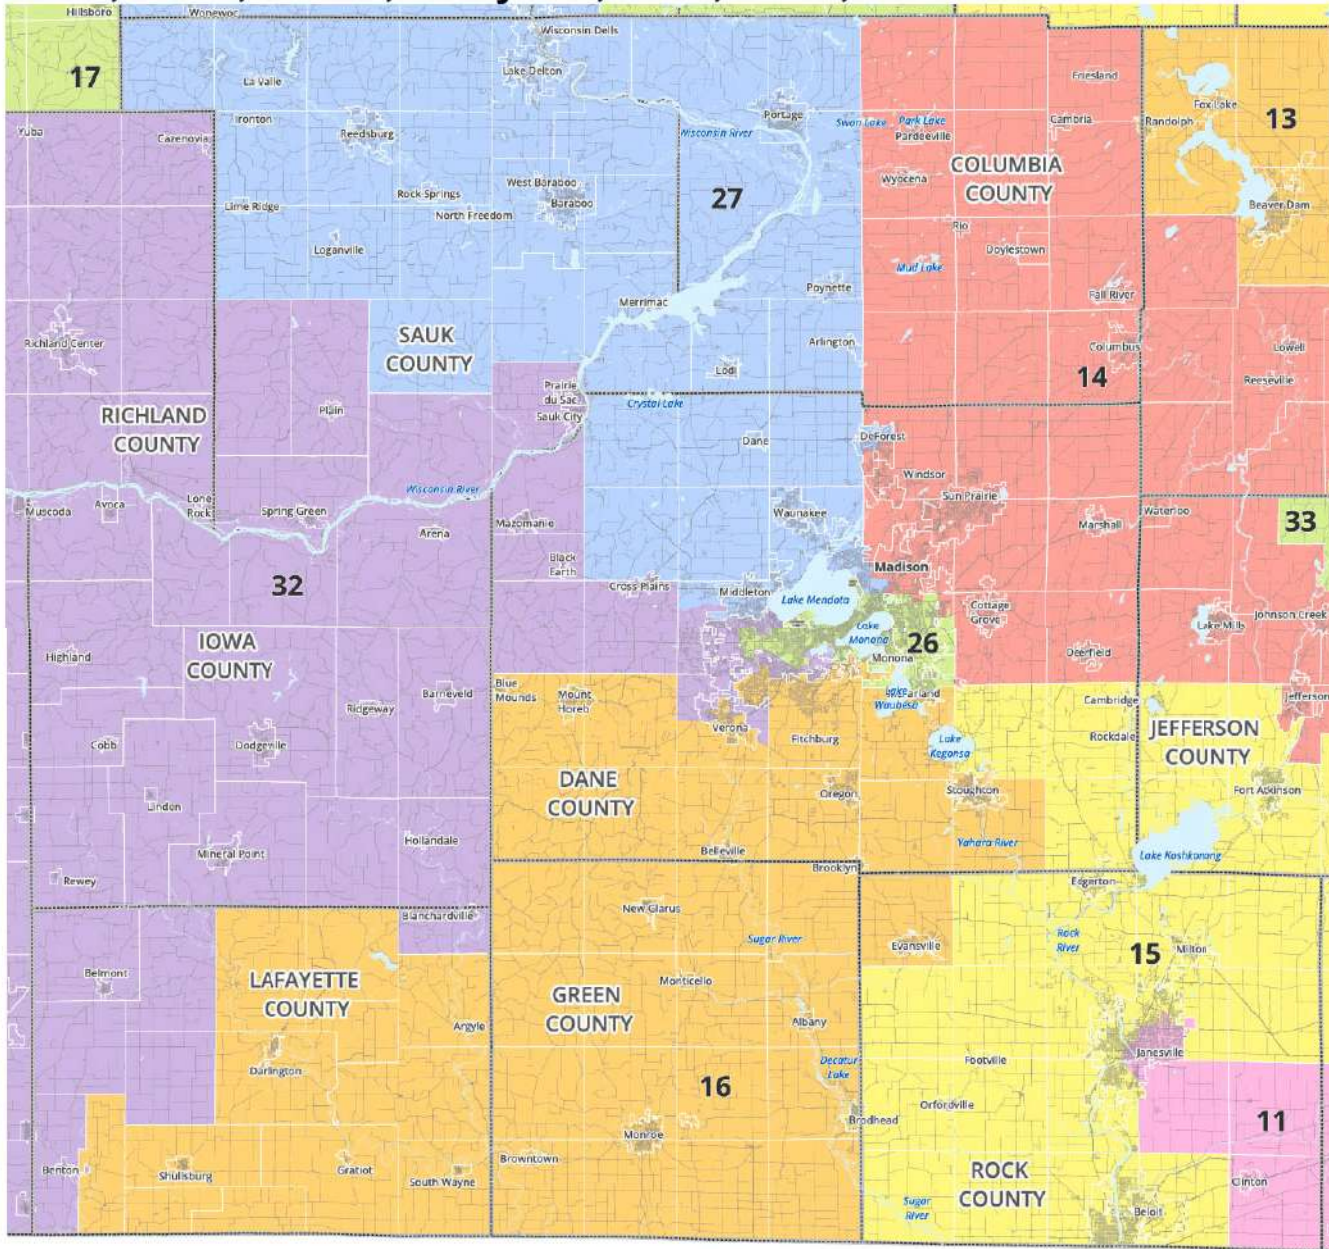 Hillsboro
Wonewoc
Wisconsin Dells
17
La Valle
Lake Delton
Friesland
Fox Lake
13
Yuba
Cazenovia
Ironton
Reedsburg
Wisconsin River
Portage
Swan Lake
Park Lake
Pardeeville
Cambria
Randolph
COLUMBIA
COUNTY
Wyocena
West Baraboo
Baraboo
Rock Springs
27
Lime Ridge
North Freedom
Beaver Dam
Rio
Doylestown
Loganville
Mud Lake
Poynette
Fall River
Merrimac
SAUK
COUNTY
Richland Center
Arlington
Columbus
Lowell
Lodi
14
Reeseville
Prairie
du Sac
Sauk City
Crystal Lake
RICHLAND
COUNTY
Plain
Dane
DeForest
Windsor
Sun Prairie
Wisconsin River
Muscoda
Avoca
Lone
Rock
Spring Green
Arena
Mazomanie
Waunakee
Marshall
Waterloo
33
Black
Earth
Madison
32
Cross Plains
Middleton
Lake Mendota
Cottage
Grove
Lake Mills
Johnson Creek
Lake
Monona
26
IOWA
COUNTY
Highland
Monona
Deerfield
Barneveld
Blue
Mounds
Mount
Horeb
McFarland
Lake
Waubesa
Cambridge
Jefferson
Ridgeway
Verona
Fitchburg
Lake
Kegonsa
Rockdale
JEFFERSON
COUNTY
Cobb
Dodgeville
DANE
COUNTY
Oregon
Stoughton
Fort Atkinson
Linden
Hollandale
Yahara River
Mineral Point
Belleville
Lake Koshkonong
Brooklyn
Rewey
Edgerton
Blanchardville
New Glarus
Sugar River
Evansville
Rock
River
15
Milton
Belmont
LAFAYETTE
COUNTY
Monticello
GREEN
COUNTY
Argyle
Albany
Janesville
Darlington
Decatur
Lake
Footville
16
Orfordville
11
Brodhead
Monroe
Benton
Shullsburg
Gratiot
South Wayne
Browntown
ROCK
COUNTY
Clinton
Sugar
River
Beloit